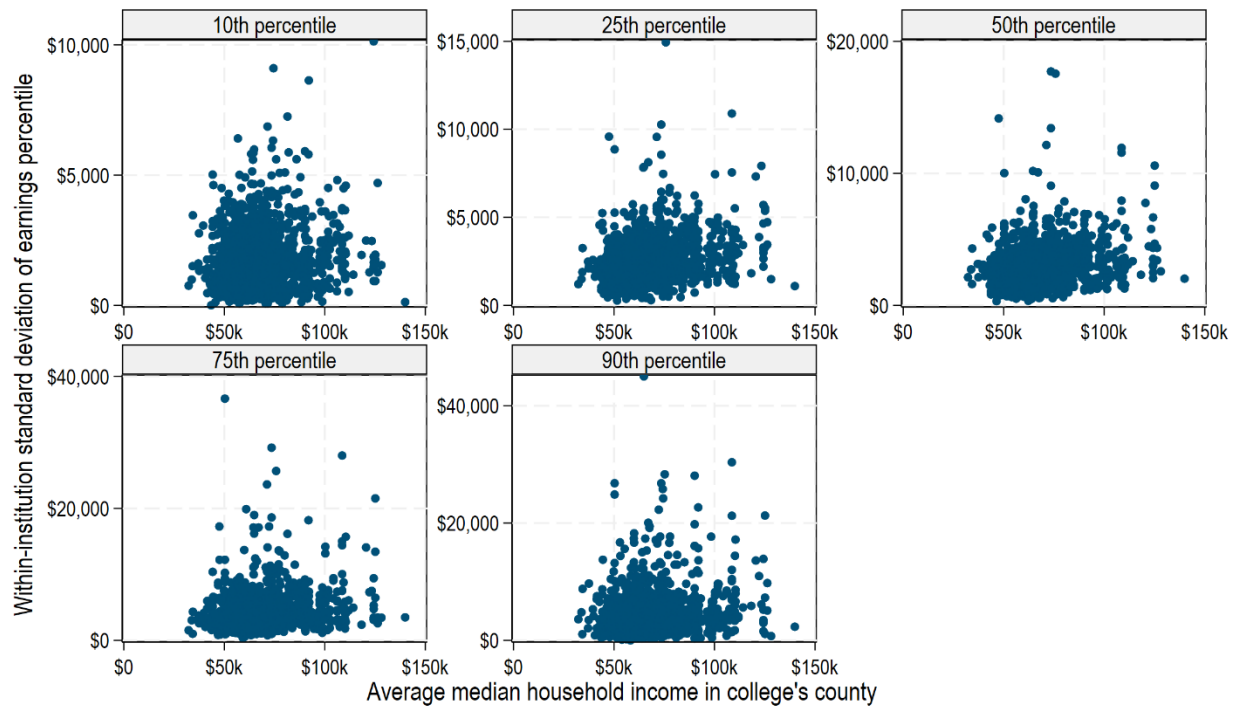 Within-institution standard deviation of earnings percentile
10th percentile
$10,000
$5,000
$0
$0 $50k $100k $150k
25th percentile
$15,000
$10,000
$5,000
$0
$0 $50k $100k $150k
50th percentile
$20,000
$10,000
$0
$0 $50k $100k $150k
75th percentile
$40,000
$20,000
$0
$0 $50k $100k $150k
90th percentile
$40,000
$20,000
$0
$0 $50k $100k $150k
Average median household income in college's county